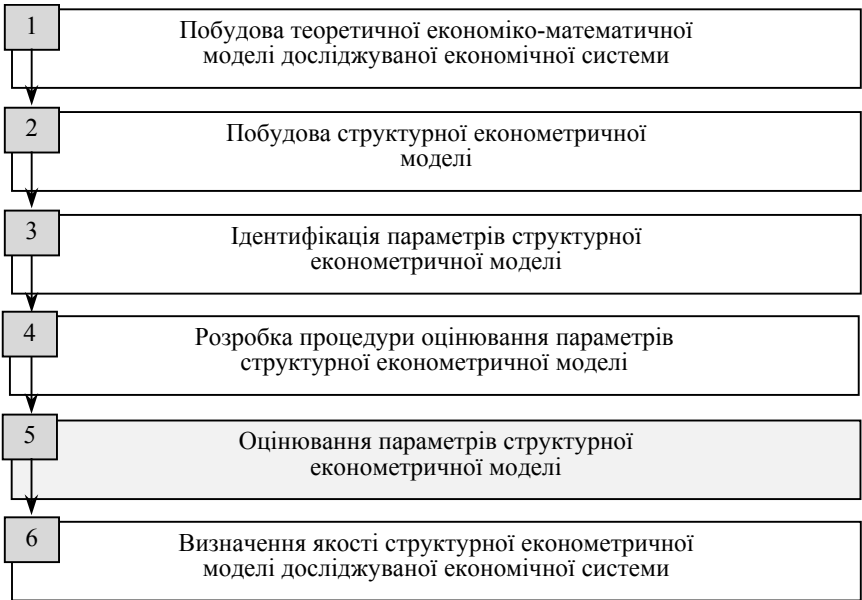 1
Побудова теоретичної економіко-математичної
моделі досліджуваної економічної системи
2
Побудова структурної економетричної
моделі
3
Ідентифікація параметрів структурної
економетричної моделі
4
Розробка процедури оцінювання параметрів
структурної економетричної моделі
5
Оцінювання параметрів структурної
економетричної моделі
6
Визначення якості структурної економетричної
моделі досліджуваної економічної системи